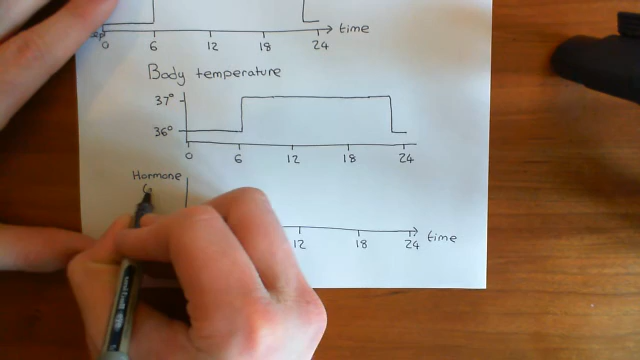 time
0 6 12 18 24
Body temperature
37°
36°
0 6 12 18 24
Hormone
time
12 18 24